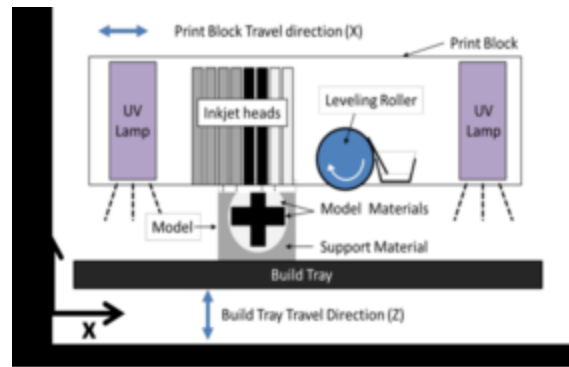 Print Block Travel direction (X)
Print Block
UV
Lamp
Inkjet heads
Leveling Roller
UV
Lamp
Model
Model Materials
Support Material
Build Tray
X
Build Tray Travel Direction (Z)